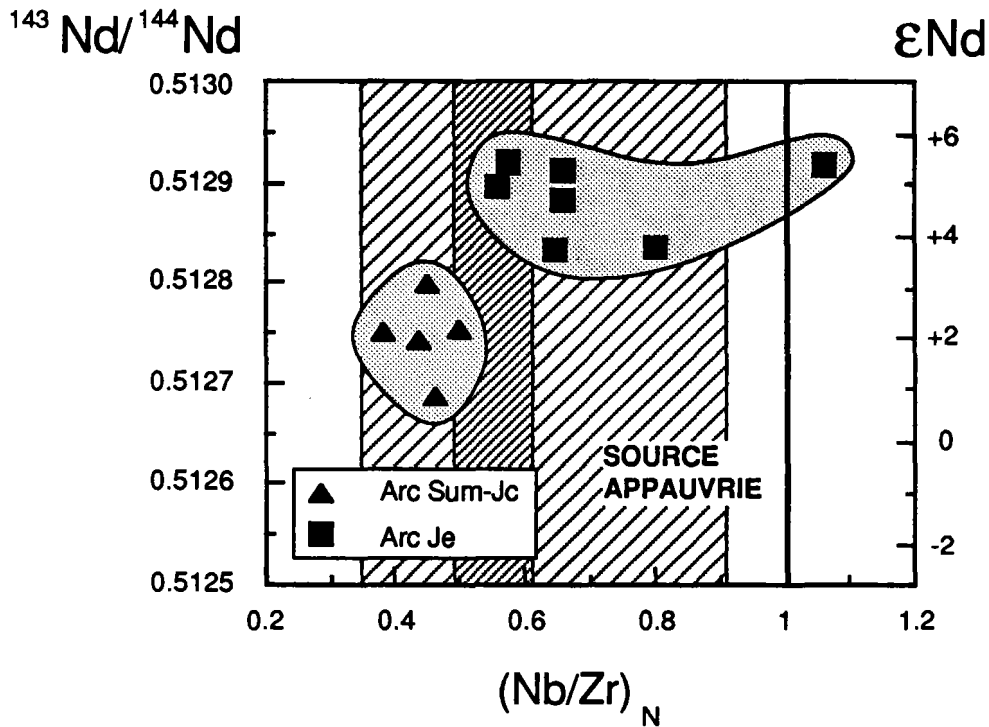 143 Nd/144Nd
εNd
0.5130
0.5129
0.5128
0.5127
0.5126
0.5125
+6
+4
+2
0
-2
SOURCE
APPAUVRIE
Arc Sum-Jc
Arc Je
0.2 0.4 0.6 0.8 1 1.2
(Nb/Zr)N